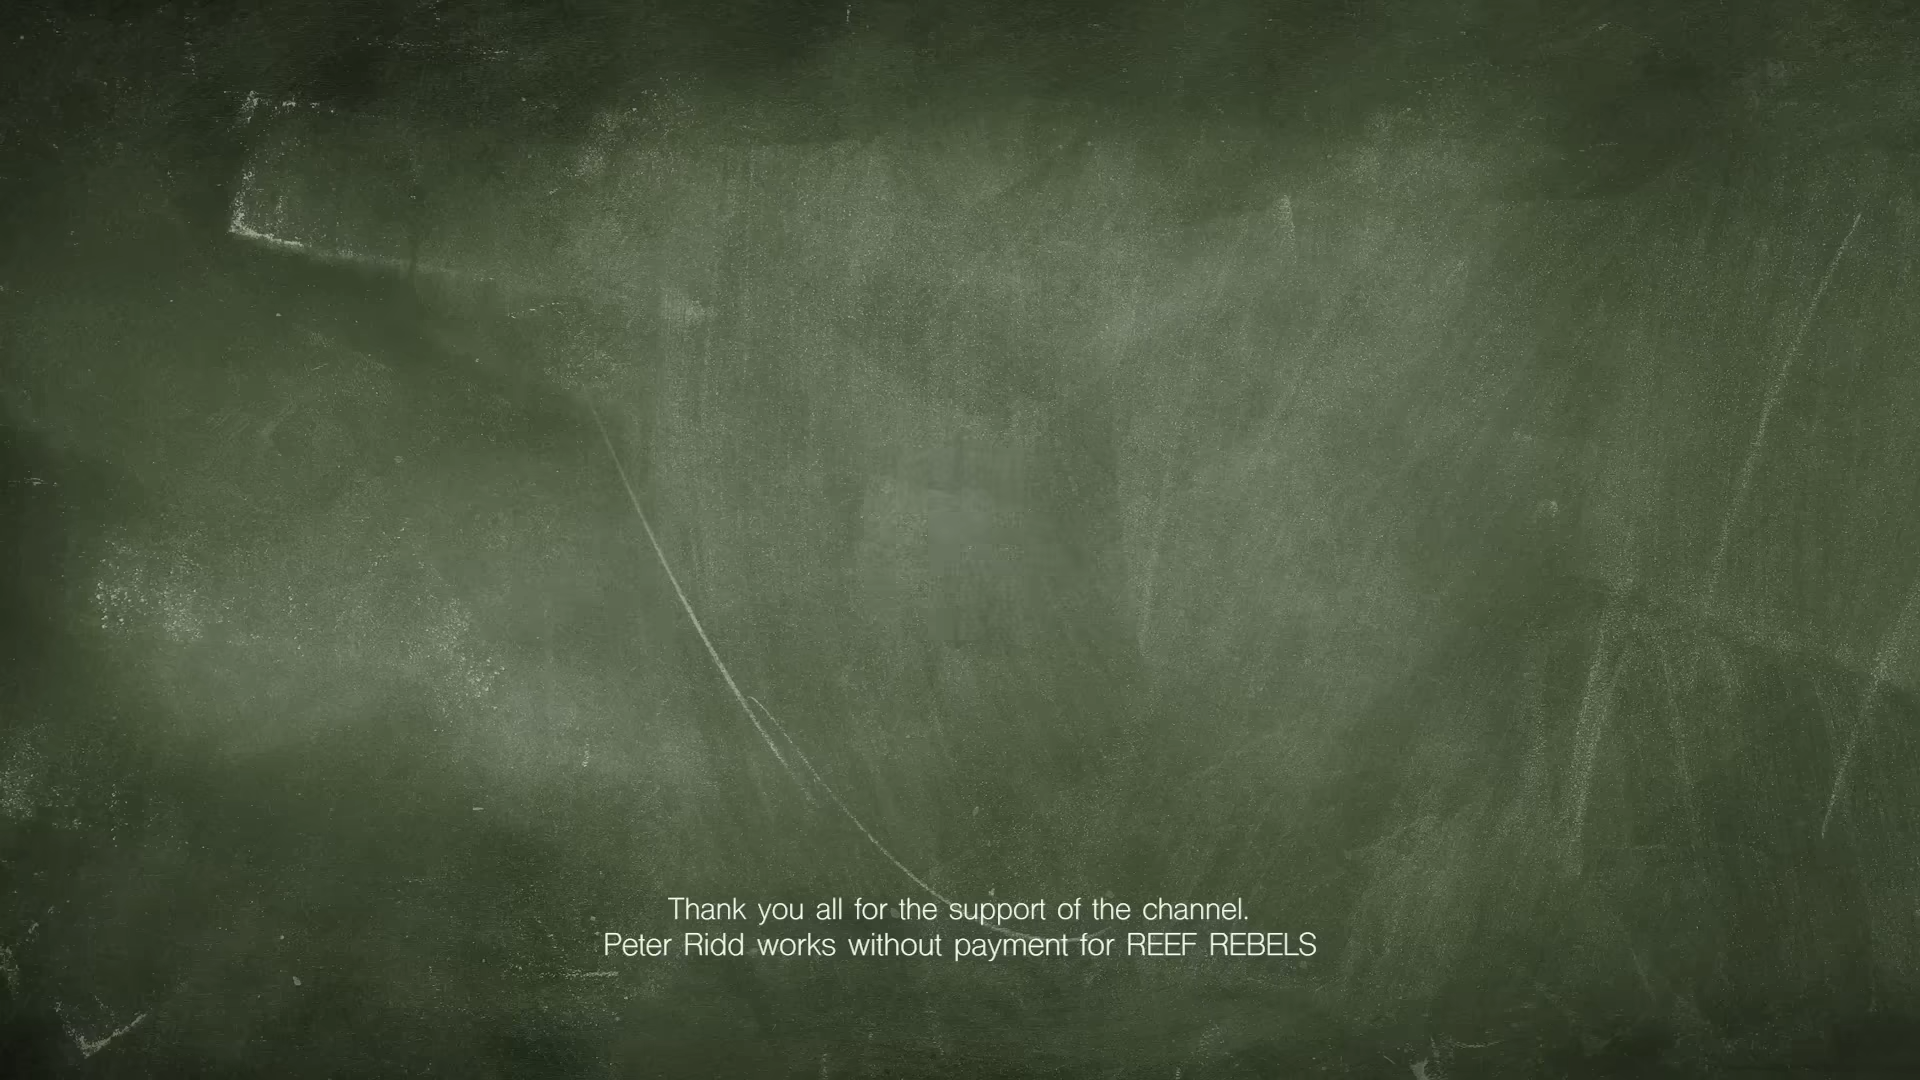 Thank you all for the support of the channel.
Peter Ridd works without payment for REEF REBELS